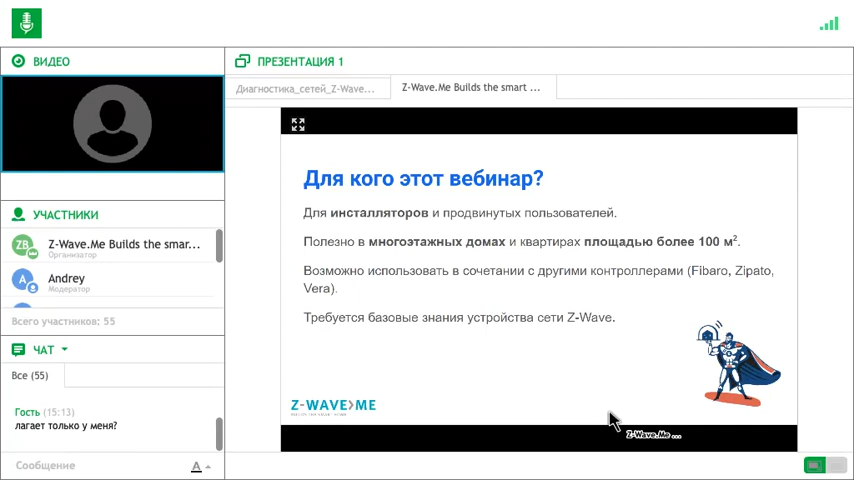 ВИДЕО
ПРЕЗЕНТАЦИЯ 1
Диагностика_сетей_Z-Wave...
Z-Wave.Me Builds the smart ...
Для кого этот вебинар?
Для инсталляторов и продвинутых пользователей.
Полезно в многоэтажных домах и квартирах площадью более 100 м².
Возможно использовать в сочетании с другими контроллерами (Fibaro, Zipato,
Vera).
Требуется базовые знания устройства сети Z-Wave.
Z-WAVE>ME
Z-Wave.Me ...
УЧАСТНИКИ
ZB
Z-Wave.Me Builds the smar...
Организатор
A
Andrey
Модератор
Всего участников: 55
ЧАТ
Все (55)
Гость (15:13)
лагает только у меня?
Сообщение
A